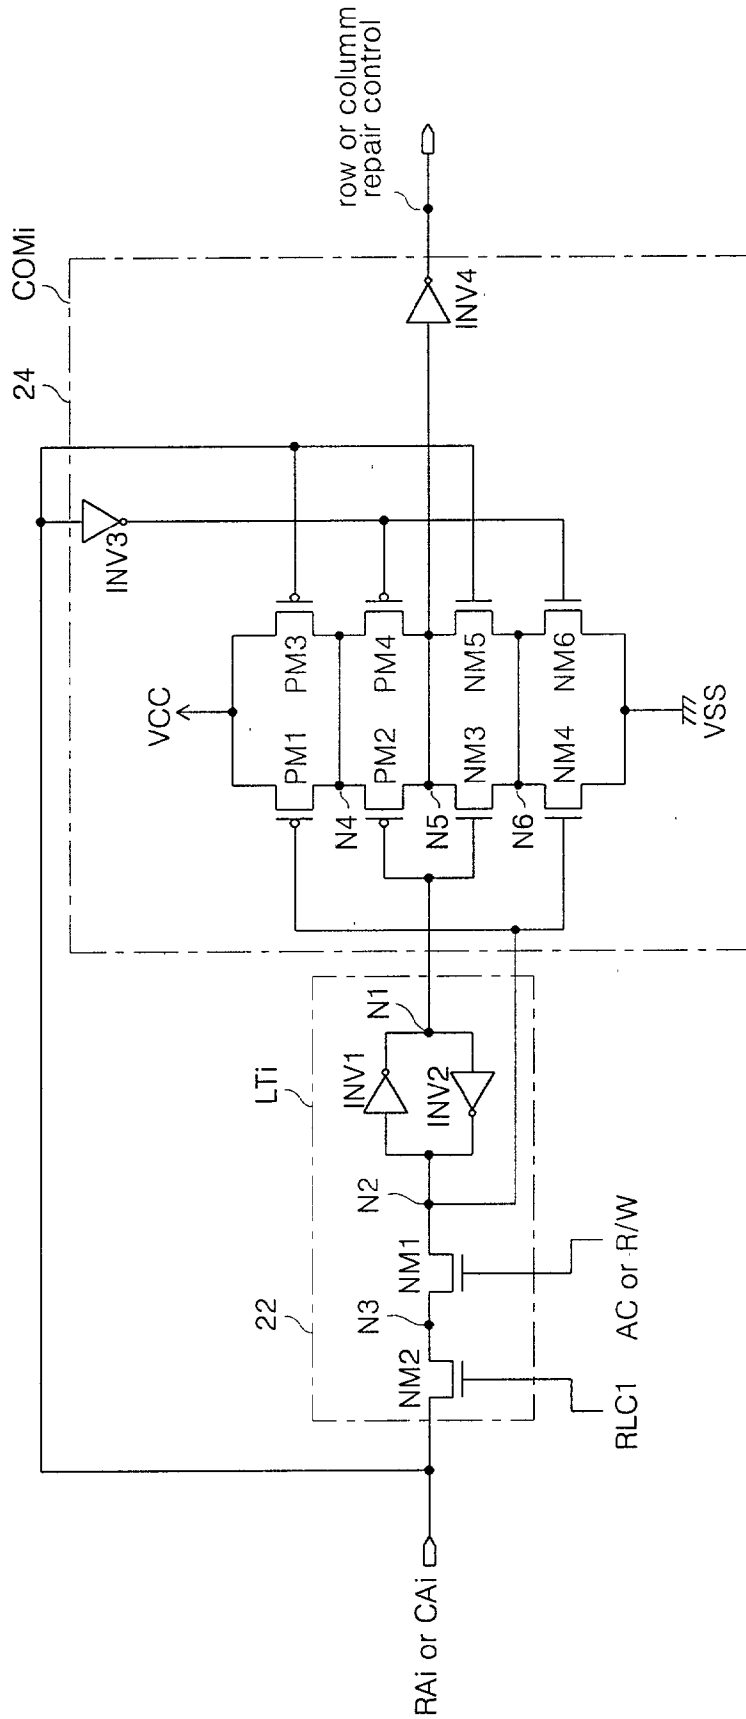 COMi
24
row or columm
repair control
INV3
INV4
VCC
PM1
PM3
N4
PM2
PM4
N5
NM3
NM5
N6
NM4
NM6
VSS
LTi
22
INV1
N1
INV2
N2
NM1
N3
NM2
AC or R/W
RLC1
RAi or CAi